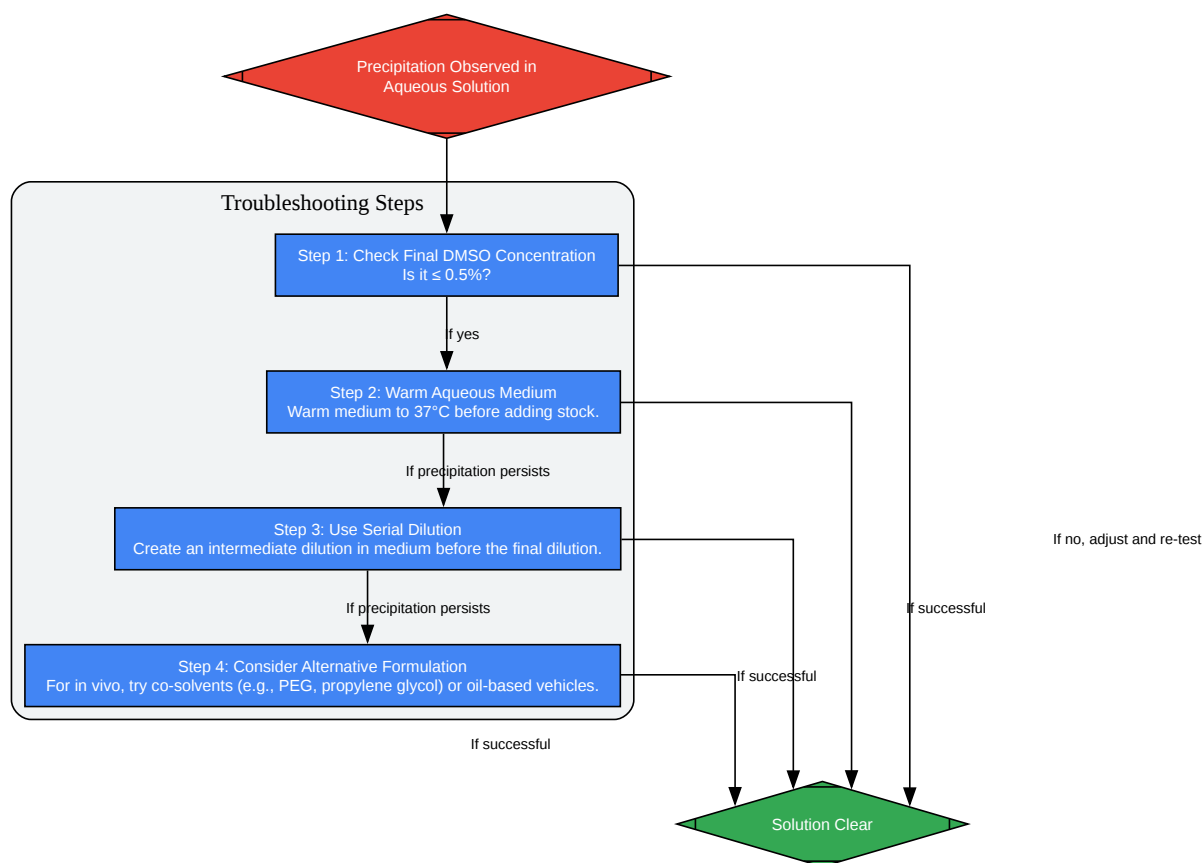 Precipitation Observed in
Aqueous Solution
Troubleshooting Steps
Step 1: Check Final DMSO Concentration
Is it ≤ 0.5%?
If yes
Step 2: Warm Aqueous Medium
Warm medium to 37°C before adding stock.
If precipitation persists
Step 3: Use Serial Dilution
Create an intermediate dilution in medium before the final dilution.
If no, adjust and re-test
If precipitation persists
If successful
Step 4: Consider Alternative Formulation
For in vivo, try co-solvents (e.g., PEG, propylene glycol) or oil-based vehicles.
If successful
If successful
Solution Clear